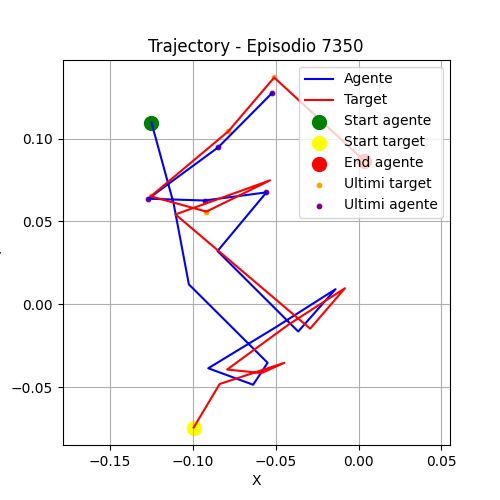 Trajectory - Episodio 7350
Agente
Target
Start agente
Start target
End agente
Ultimi target
Ultimi agente
0.10
0.05
0.00
−0.05
−0.15
−0.10
−0.05
0.00
0.05
X